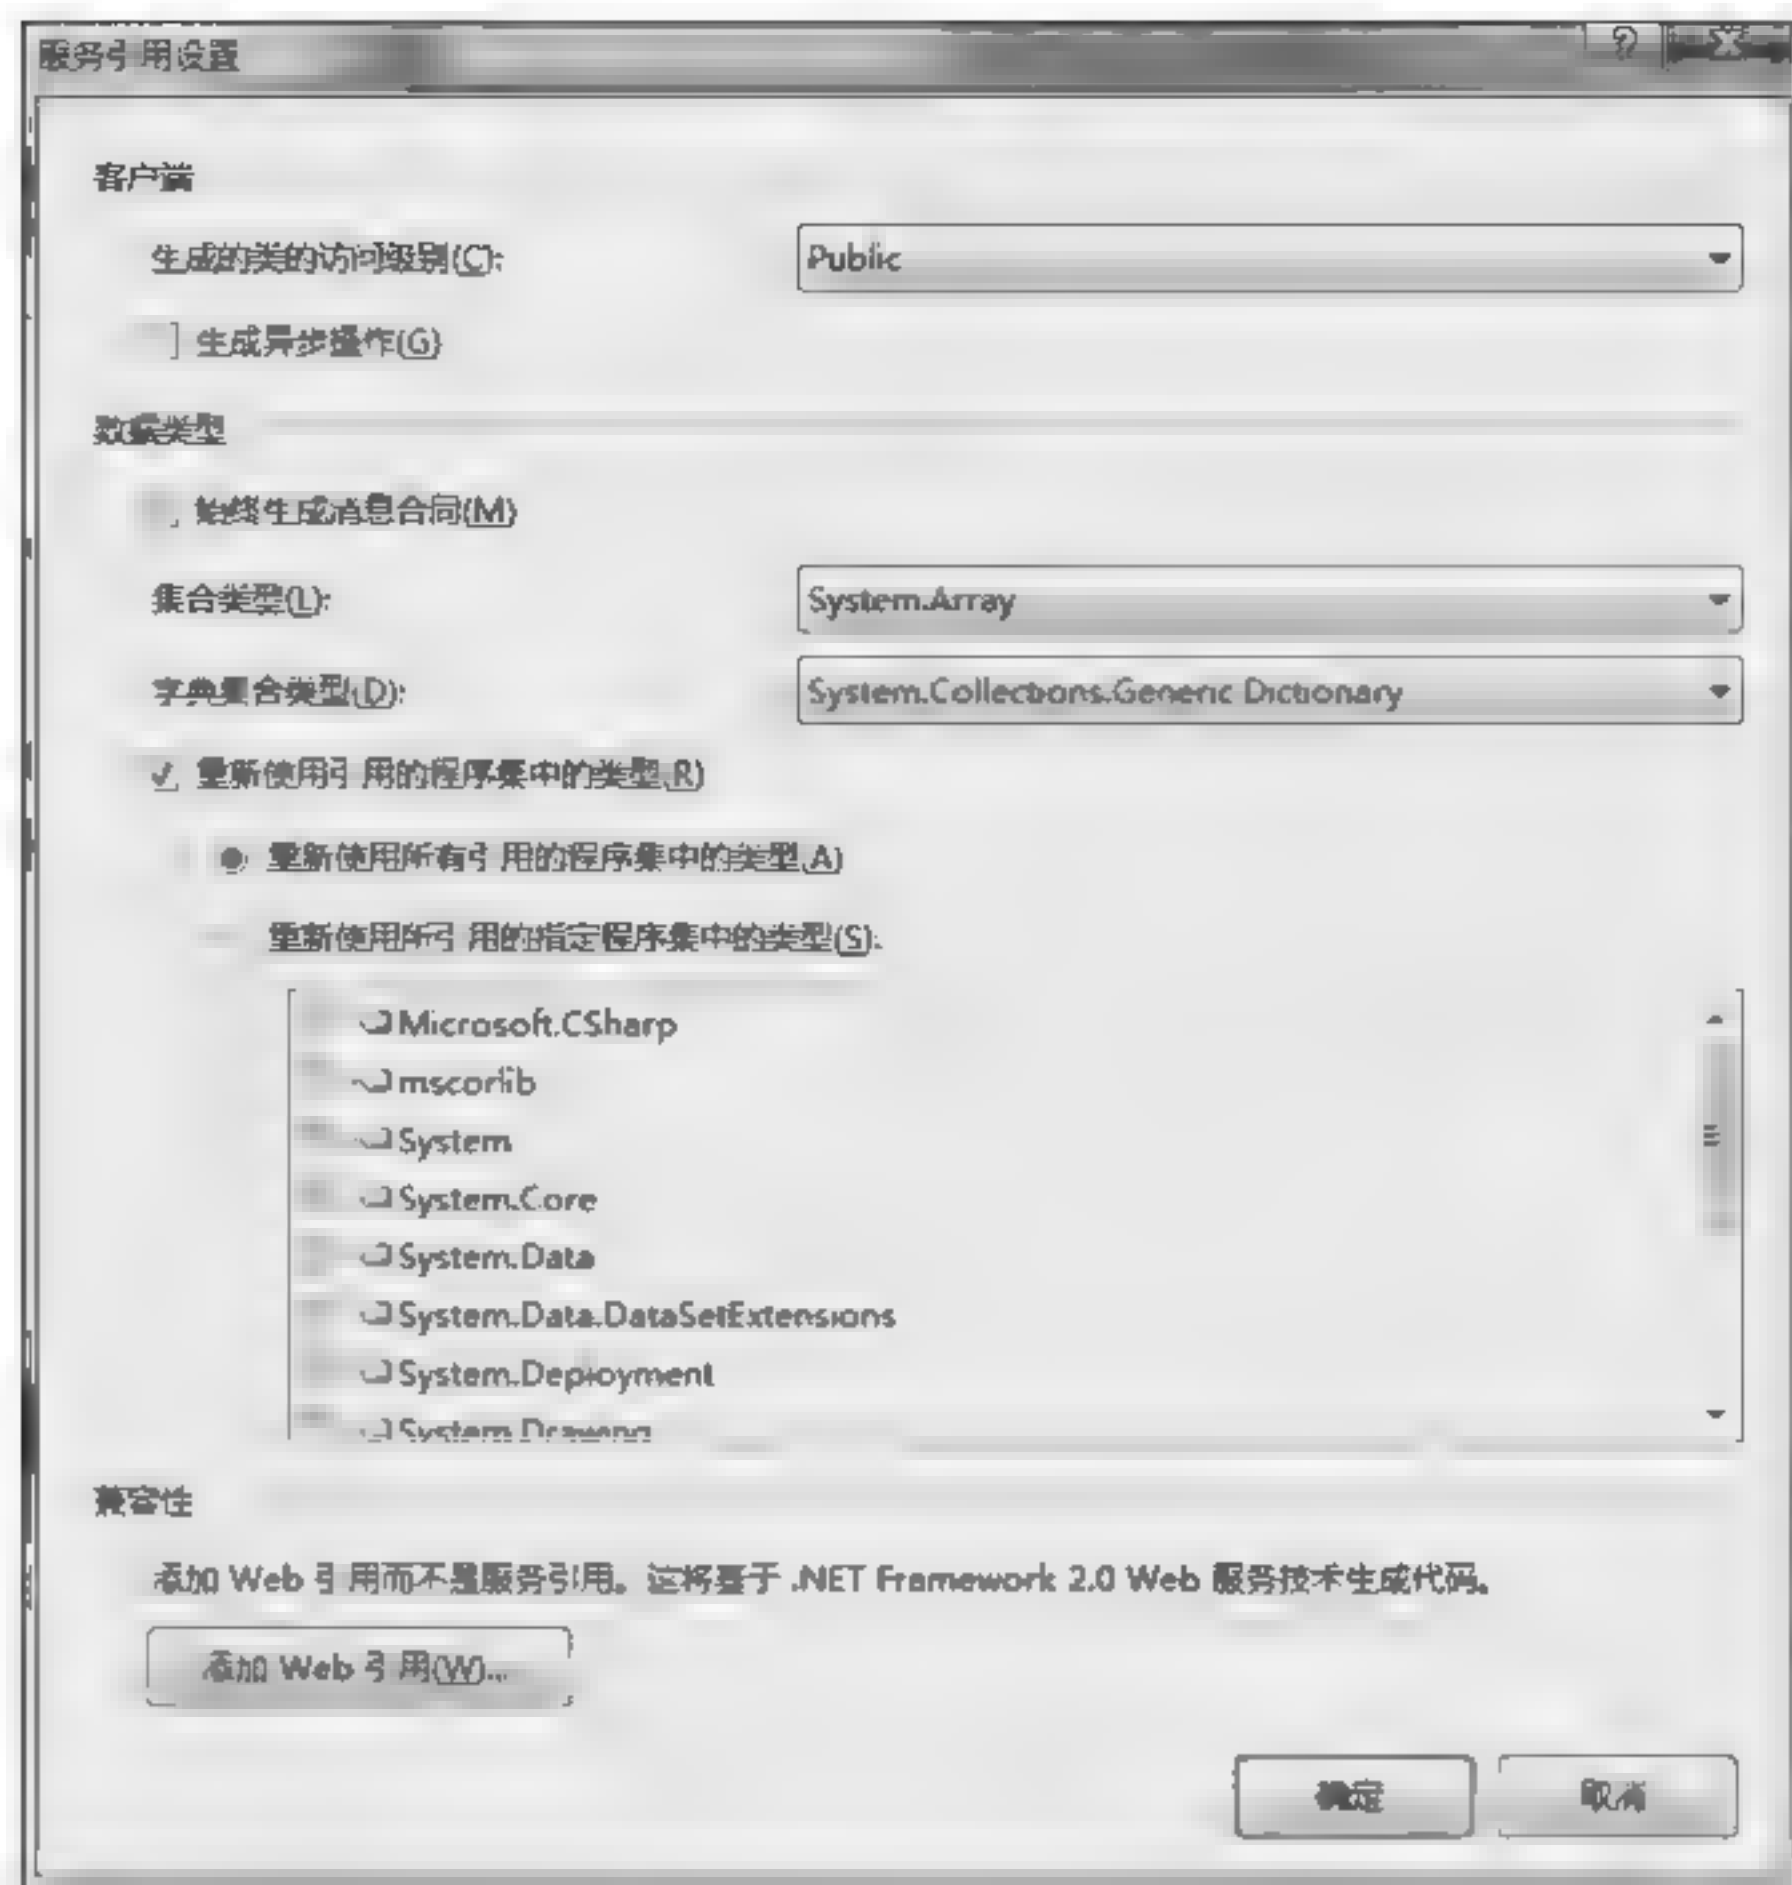 服务引用设置
客户端
生成的类的访问级别(C): Public
生成异步操作(G)
数据类型
始终生成消息合同(M)
集合类型(L): System.Array
字典集合类型(D): System.Collections.Generic.Dictionary
重新使用引用的程序集中的类型(R)
重新使用所有引用的程序集中的类型(A)
重新使用所引用的指定程序集中的类型(S):
Microsoft.CSharp
mscorlib
System
System.Core
System.Data
System.Data.DataSetExtensions
System.Deployment
System.Drawing
兼容性
添加 Web 引用而不是服务引用。这将基于 .NET Framework 2.0 Web 服务技术生成代码。
添加 Web 引用(W)...
确定 取消